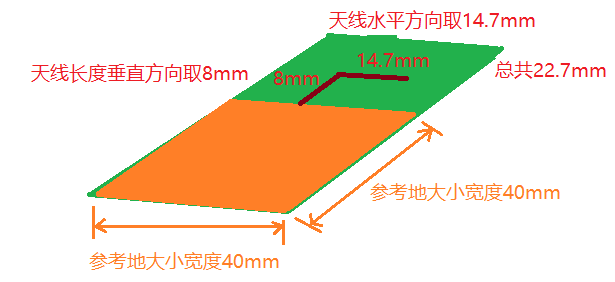 天线水平方向取14.7mm
14.7mm
天线长度垂直方向取8mm
8mm
总共22.7mm
参考地大小宽度40mm
参考地大小宽度40mm